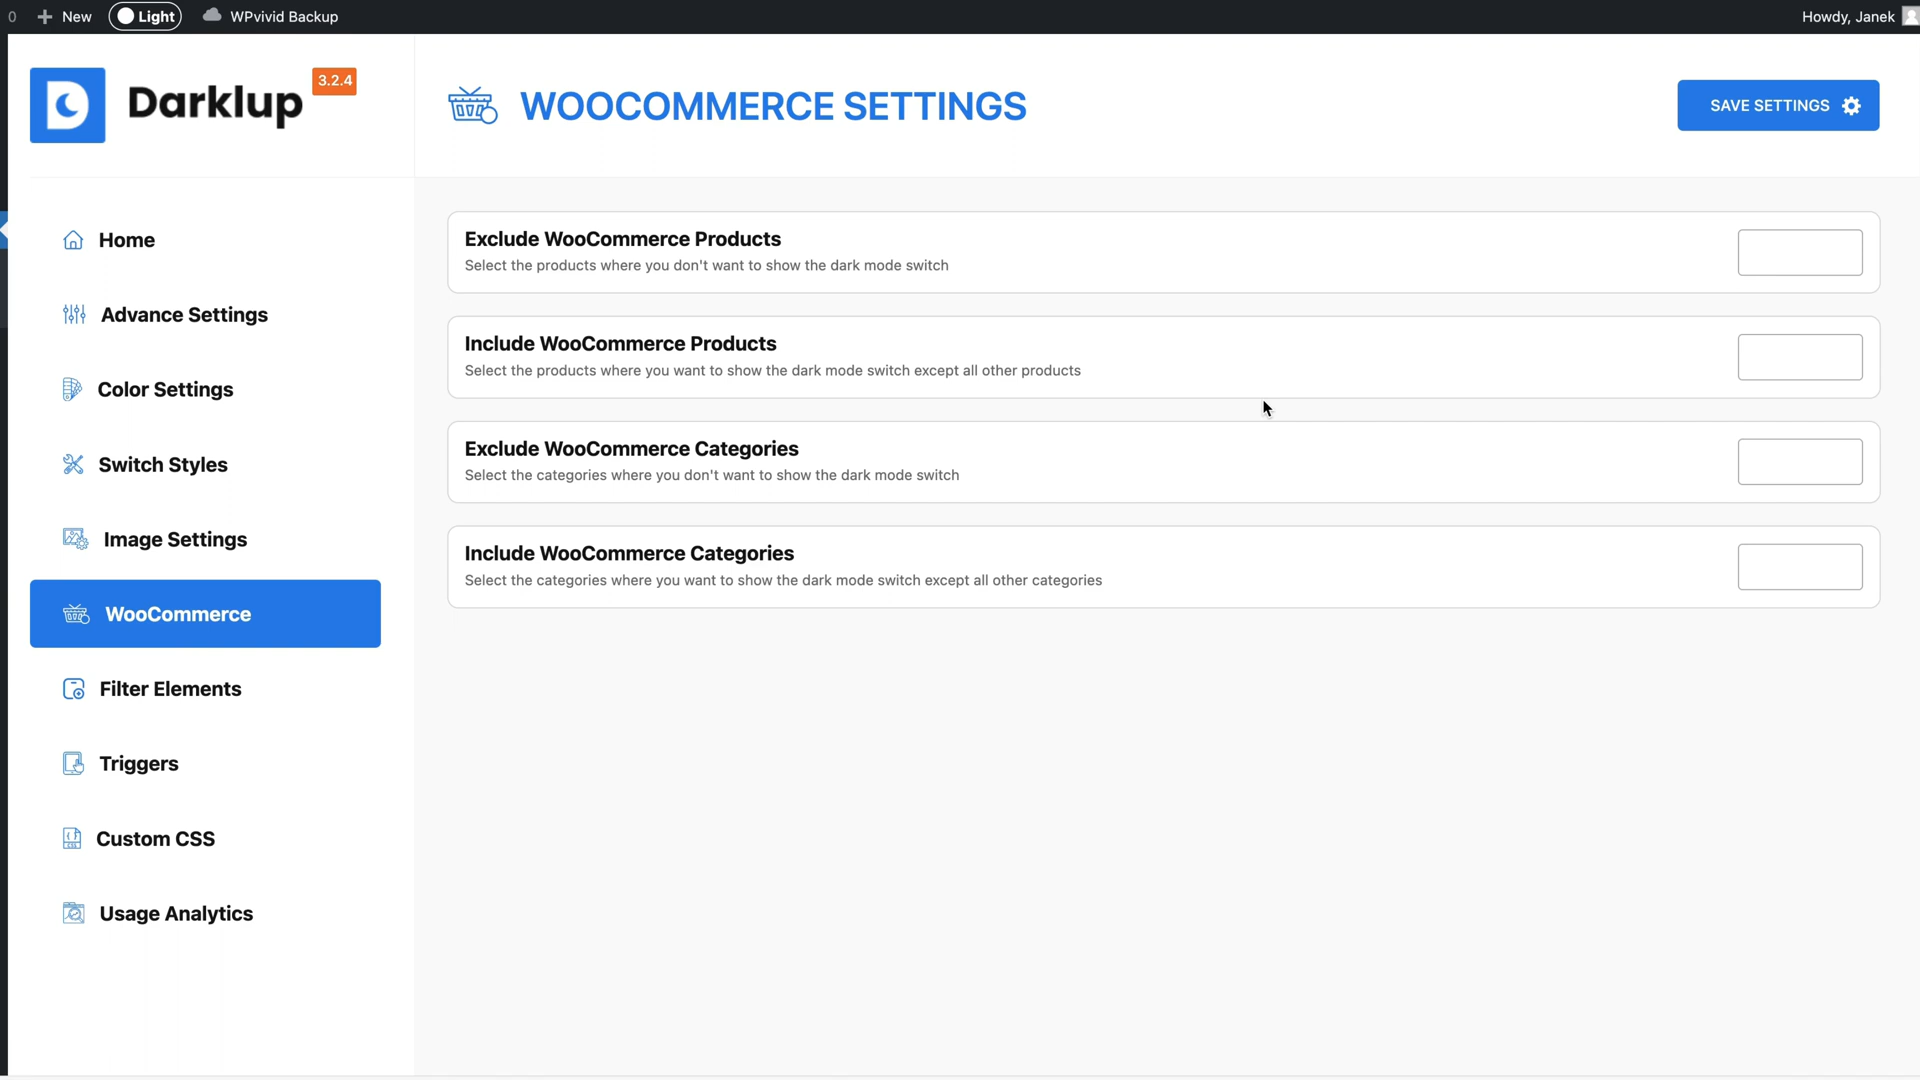 0 New Light WPvivid Backup Howdy, Janek
Darklup 3.2.4
WOOCOMMERCE SETTINGS
SAVE SETTINGS
Home
Advance Settings
Color Settings
Switch Styles
Image Settings
WooCommerce
Filter Elements
Triggers
Custom CSS
Usage Analytics
Exclude WooCommerce Products
Select the products where you don't want to show the dark mode switch
Include WooCommerce Products
Select the products where you want to show the dark mode switch except all other products
Exclude WooCommerce Categories
Select the categories where you don't want to show the dark mode switch
Include WooCommerce Categories
Select the categories where you want to show the dark mode switch except all other categories